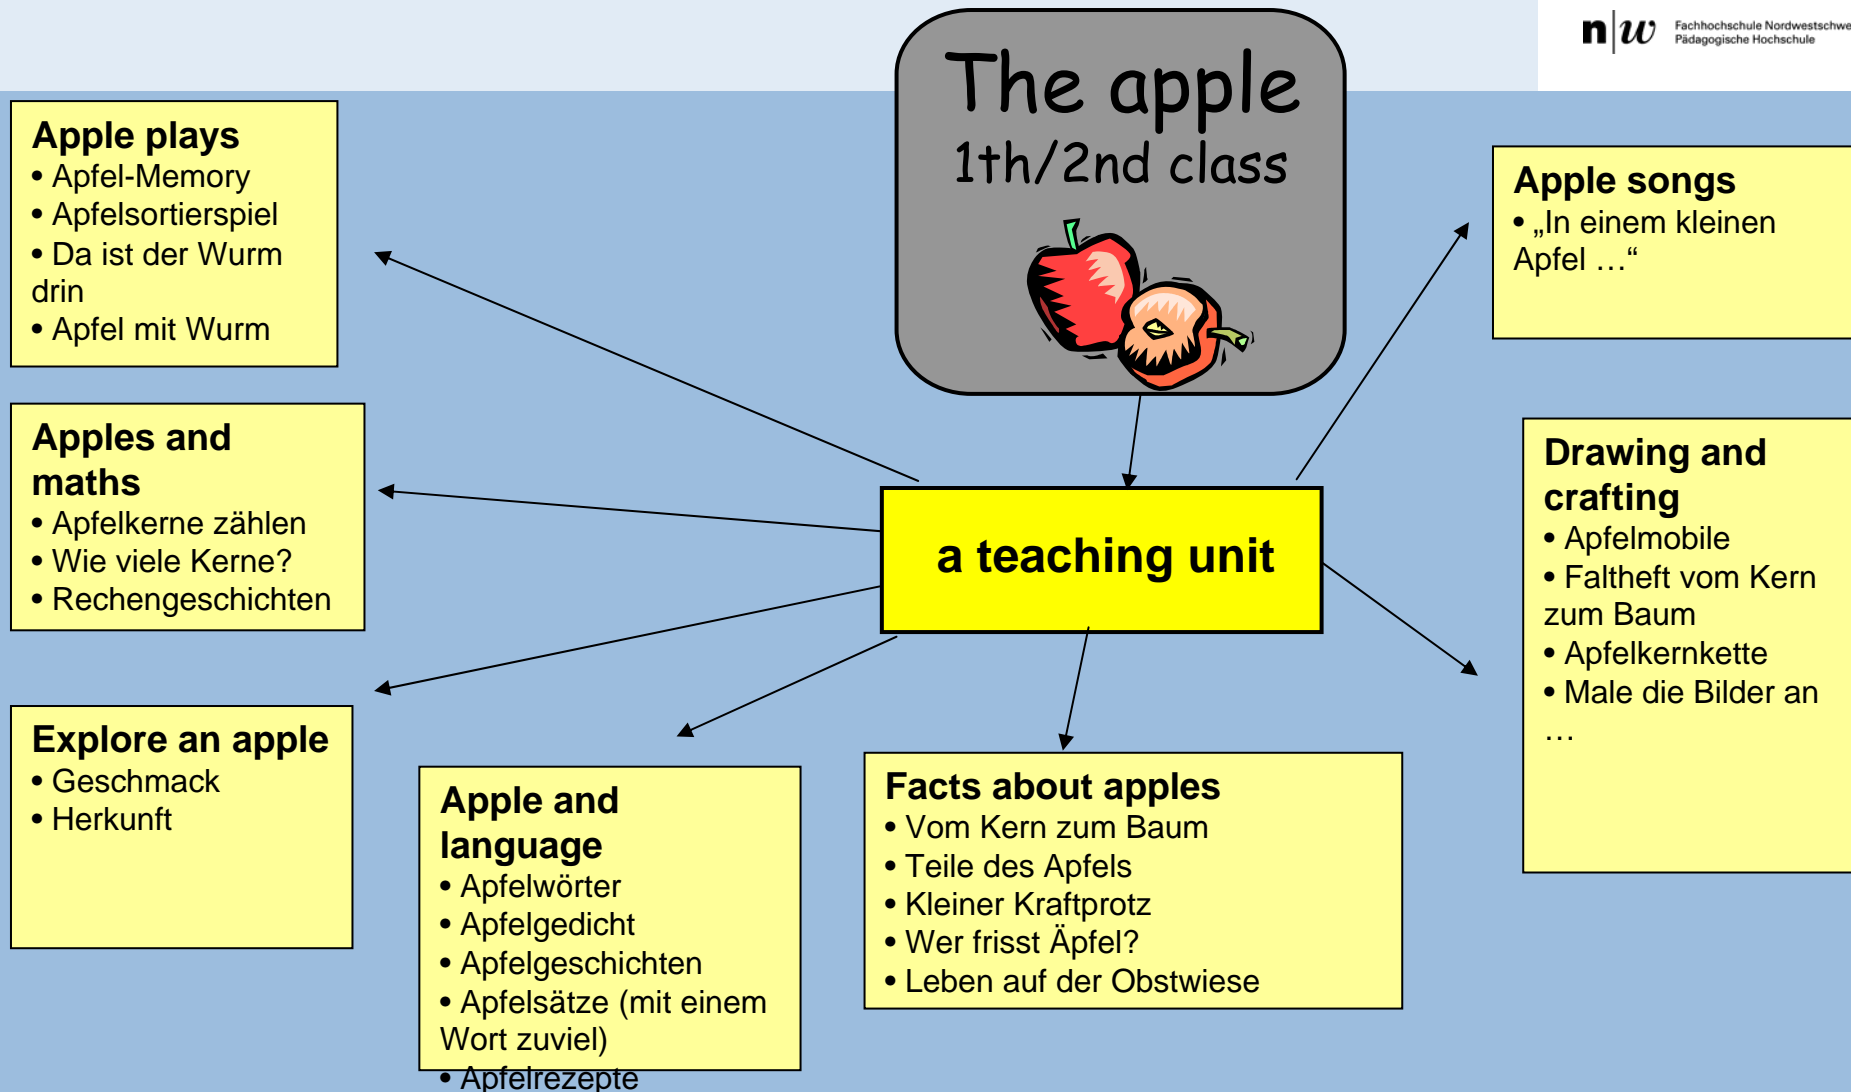 n|w Fachhochschule Nordwestschwe
Pädagogische Hochschule
The apple
1th/2nd class
Apple plays
• Apfel-Memory
• Apfelsortierspiel
• Da ist der Wurm
drin
• Apfel mit Wurm
Apple songs
• „In einem kleinen
Apfel …“
Apples and
maths
• Apfelkerne zählen
• Wie viele Kerne?
• Rechengeschichten
a teaching unit
Drawing and
crafting
• Apfelmobile
• Faltheft vom Kern
zum Baum
• Apfelkernkette
• Male die Bilder an
…
Explore an apple
• Geschmack
• Herkunft
Apple and
language
• Apfelwörter
• Apfelgedicht
• Apfelgeschichten
• Apfelsätze (mit einem
Wort zuviel)
• Apfelrezepte
Facts about apples
• Vom Kern zum Baum
• Teile des Apfels
• Kleiner Kraftprotz
• Wer frisst Äpfel?
• Leben auf der Obstwiese